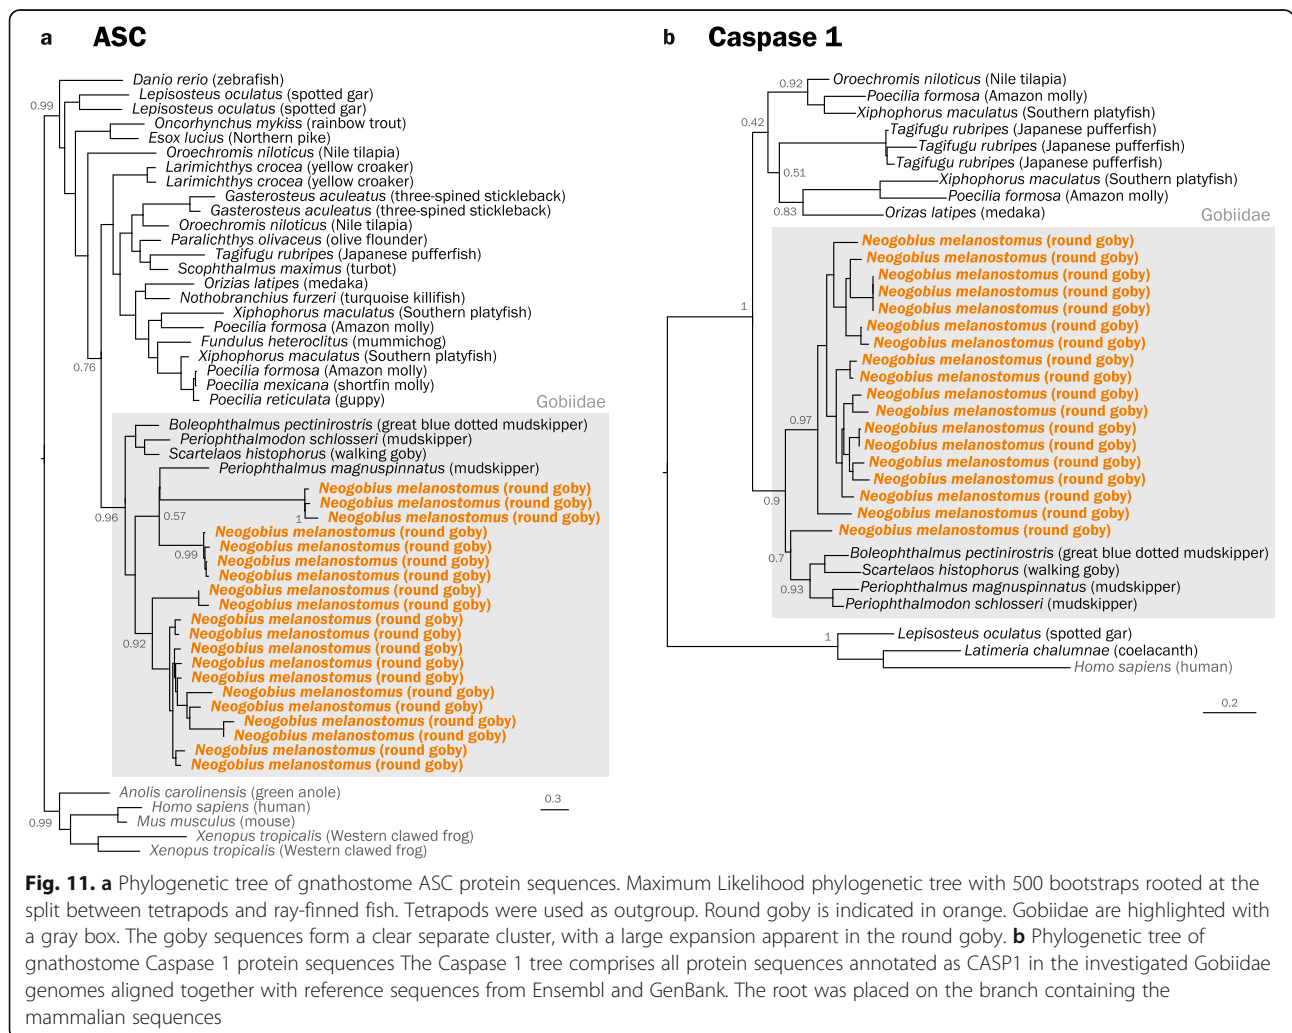 a ASC
0.99
Danio rerio (zebrafish)
Lepisosteus oculatus (spotted gar)
Lepisosteus oculatus (spotted gar)
Oncorhynchus mykiss (rainbow trout)
Esox lucius (Northern pike)
Oroechromis niloticus (Nile tilapia)
Larimichthys crocea (yellow croaker)
Larimichthys crocea (yellow croaker)
Gasterosteus aculeatus (three-spined stickleback)
Gasterosteus aculeatus (three-spined stickleback)
Oroechromis niloticus (Nile tilapia)
Paralichthys olivaceus (olive flounder)
Tagifugu rubripes (Japanese pufferfish)
Scophthalmus maximus (turbot)
Orizias latipes (medaka)
Nothobranchius furzeri (turquoise killifish)
Xiphophorus maculatus (Southern platyfish)
Poecilia formosa (Amazon molly)
Fundulus heteroclitus (mummichog)
Xiphophorus maculatus (Southern platyfish)
0.76
Poecilia formosa (Amazon molly)
Poecilia mexicana (shortfin molly)
Poecilia reticulata (guppy)
Gobiidae
Boleophthalmus pectinirostris (great blue dotted mudskipper)
Periophthalmodon schlosseri (mudskipper)
Scartelaos histophorus (walking goby)
Periophthalmus magnuspinnatus (mudskipper)
Neogobius melanostomus (round goby)
Neogobius melanostomus (round goby)
0.96
0.57
1
Neogobius melanostomus (round goby)
Neogobius melanostomus (round goby)
Neogobius melanostomus (round goby)
0.99
Neogobius melanostomus (round goby)
Neogobius melanostomus (round goby)
Neogobius melanostomus (round goby)
Neogobius melanostomus (round goby)
Neogobius melanostomus (round goby)
Neogobius melanostomus (round goby)
0.92
Neogobius melanostomus (round goby)
Neogobius melanostomus (round goby)
Neogobius melanostomus (round goby)
Neogobius melanostomus (round goby)
Neogobius melanostomus (round goby)
Neogobius melanostomus (round goby)
Neogobius melanostomus (round goby)
Neogobius melanostomus (round goby)
Neogobius melanostomus (round goby)
Anolis carolinensis (green anole)
Homo sapiens (human)
0.99
Mus musculus (mouse)
Xenopus tropicalis (Western clawed frog)
Xenopus tropicalis (Western clawed frog)
0.3
b Caspase 1
0.92
Oroechromis niloticus (Nile tilapia)
Poecilia formosa (Amazon molly)
Xiphophorus maculatus (Southern platyfish)
0.42
Tagifugu rubripes (Japanese pufferfish)
Tagifugu rubripes (Japanese pufferfish)
Tagifugu rubripes (Japanese pufferfish)
0.51
Xiphophorus maculatus (Southern platyfish)
Poecilia formosa (Amazon molly)
0.83
Orizas latipes (medaka)
Gobiidae
Neogobius melanostomus (round goby)
Neogobius melanostomus (round goby)
Neogobius melanostomus (round goby)
Neogobius melanostomus (round goby)
1
Neogobius melanostomus (round goby)
Neogobius melanostomus (round goby)
Neogobius melanostomus (round goby)
Neogobius melanostomus (round goby)
Neogobius melanostomus (round goby)
Neogobius melanostomus (round goby)
Neogobius melanostomus (round goby)
0.97
Neogobius melanostomus (round goby)
Neogobius melanostomus (round goby)
Neogobius melanostomus (round goby)
Neogobius melanostomus (round goby)
0.9
Neogobius melanostomus (round goby)
Neogobius melanostomus (round goby)
Neogobius melanostomus (round goby)
0.7
Boleophthalmus pectinirostris (great blue dotted mudskipper)
Scartelaos histophorus (walking goby)
0.93
Periophthalmus magnuspinnatus (mudskipper)
Periophthalmodon schlosseri (mudskipper)
1
Lepisosteus oculatus (spotted gar)
Latimeria chalumnae (coelacanth)
Homo sapiens (human)
0.2
Fig. 11. a Phylogenetic tree of gnathostome ASC protein sequences. Maximum Likelihood phylogenetic tree with 500 bootstraps rooted at the
split between tetrapods and ray-finned fish. Tetrapods were used as outgroup. Round goby is indicated in orange. Gobiidae are highlighted with
a gray box. The goby sequences form a clear separate cluster, with a large expansion apparent in the round goby. b Phylogenetic tree of
gnathostome Caspase 1 protein sequences The Caspase 1 tree comprises all protein sequences annotated as CASP1 in the investigated Gobiidae
genomes aligned together with reference sequences from Ensembl and GenBank. The root was placed on the branch containing the
mammalian sequences